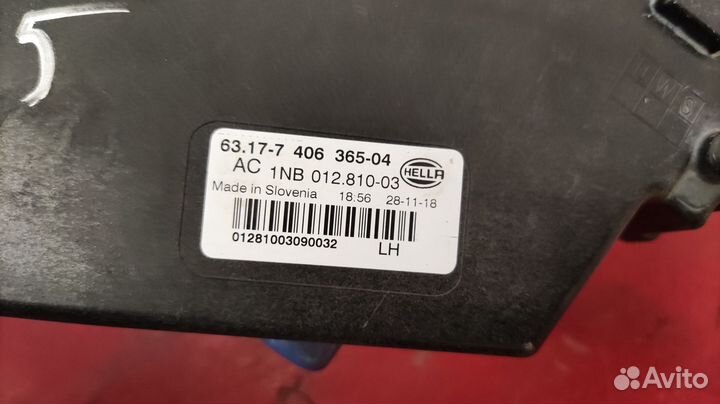 5
63.17-7 406 365-04
AC 1NB 012.810-03 HELLA
Made in Slovenia 18.56 28-11-18
01281003090032 LH
Avito